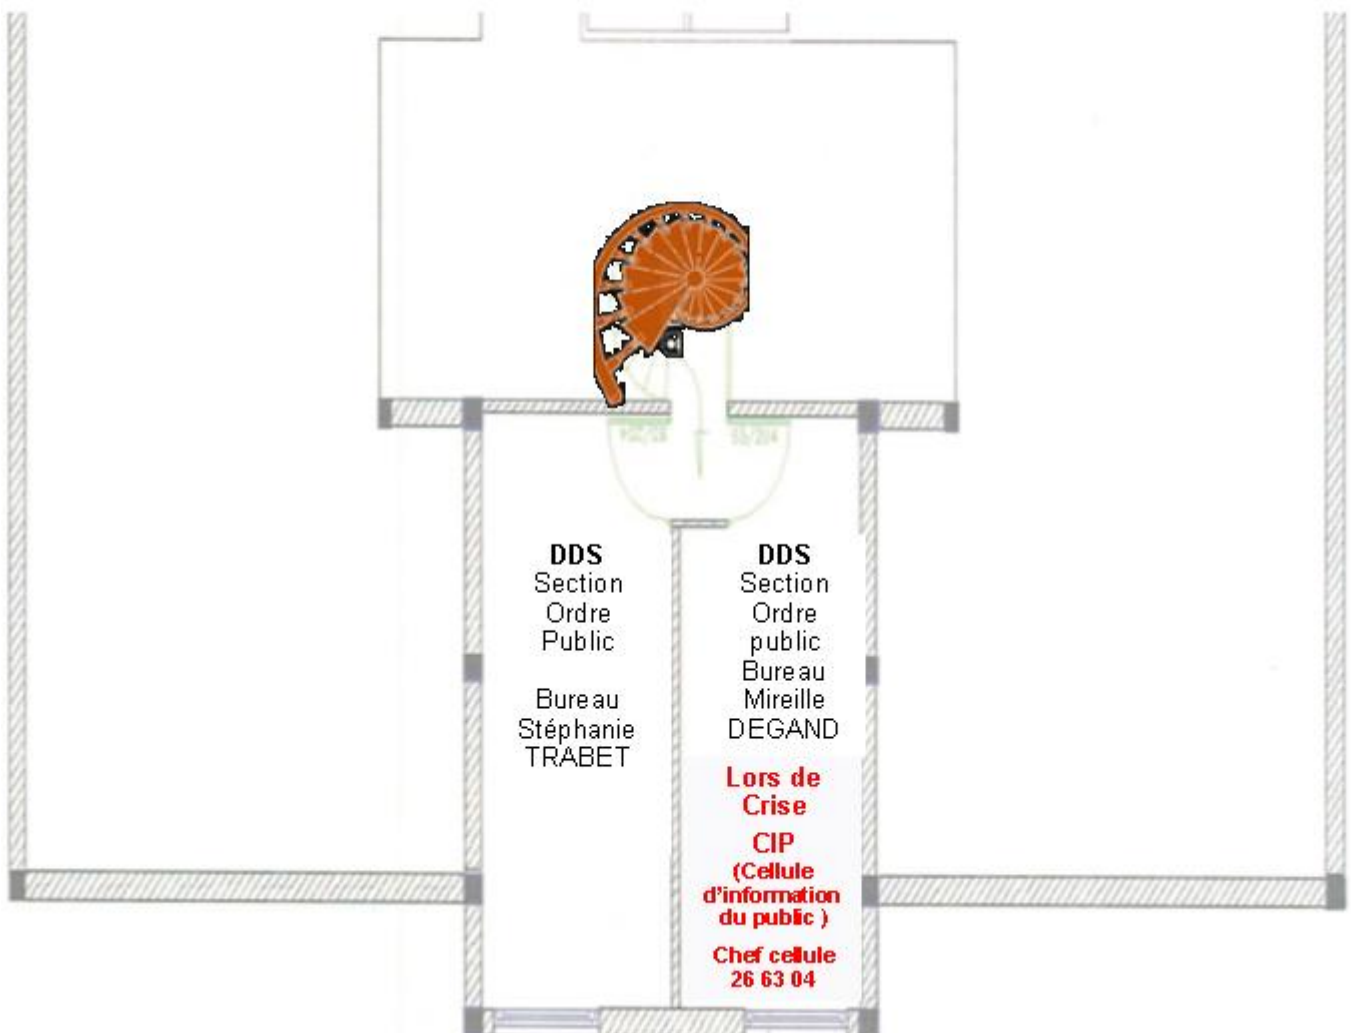 DDS
Section
Ordre
Public
Bureau
Stéphanie
TRABET
DDS
Section
Ordre
public
Bureau
Mireille
DEGAND
Lors de
Crise
CIP
(Cellule
d'information
du public )
Chef cellule
26 63 04